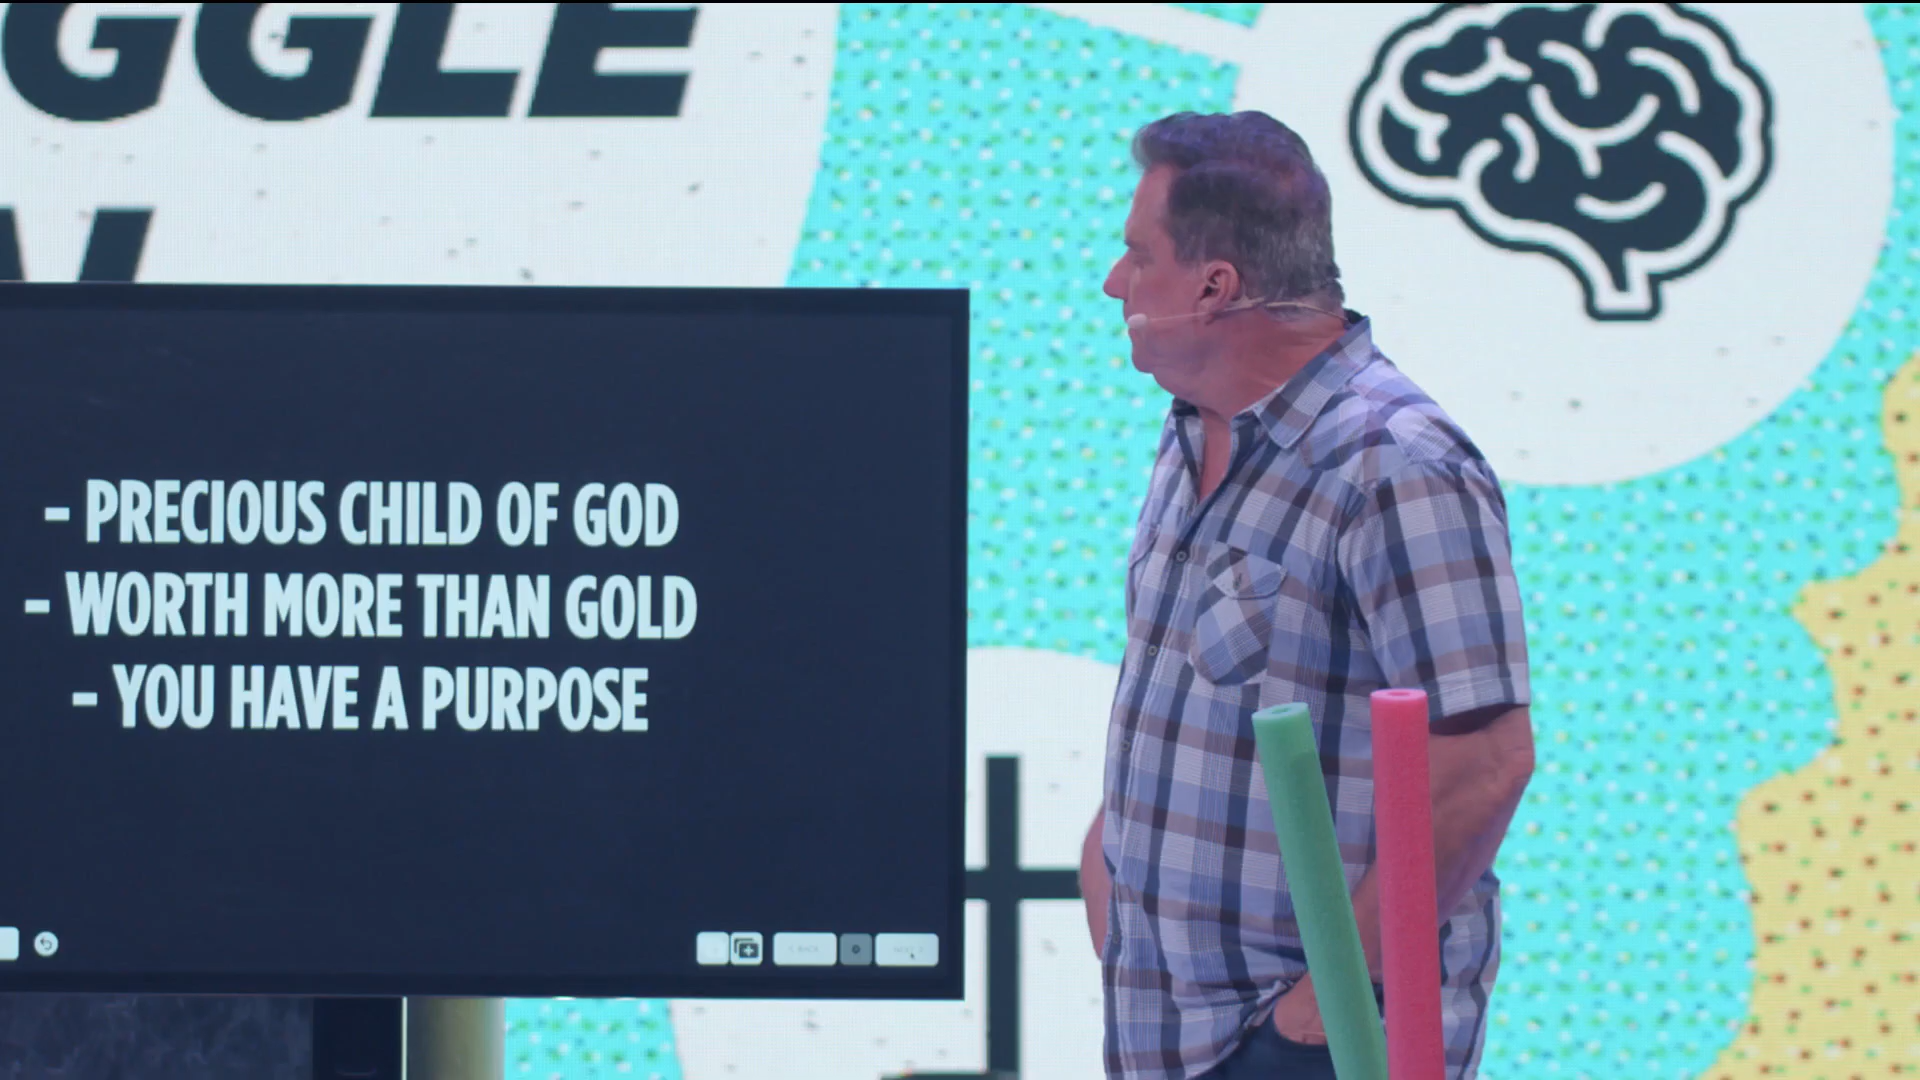 GGLE
- PRECIOUS CHILD OF GOD
- WORTH MORE THAN GOLD
- YOU HAVE A PURPOSE